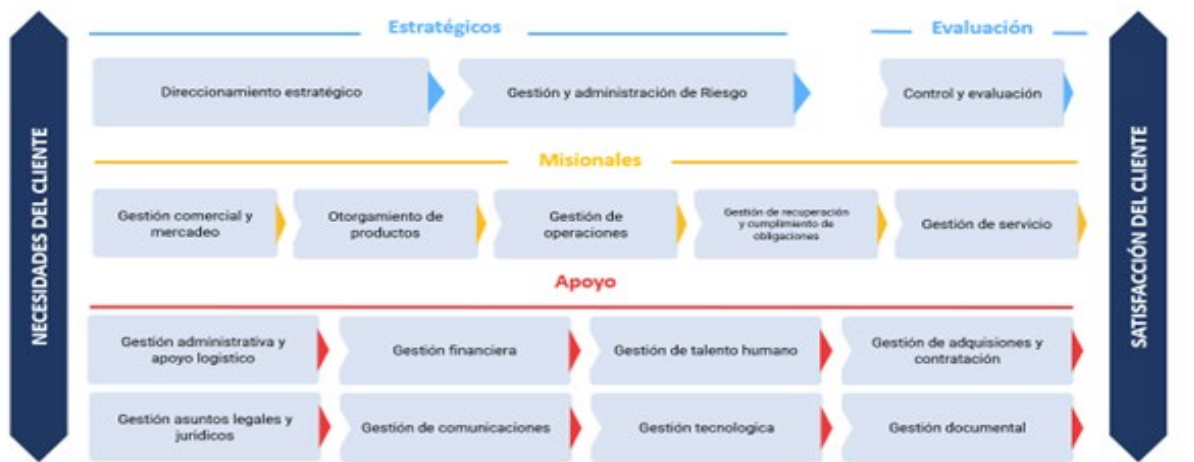 Estratégicos
Evaluación
NECESIDADES DEL CLIENTE
Direccionamiento estratégico
Gestión y administración de Riesgo
Control y evaluación
SATISFACCIÓN DEL CLIENTE
Misionales
Gestión comercial y
mercadeo
Otorgamiento de
productos
Gestión de
operaciones
Gestión de recuperación
y cumplimiento de
obligaciones
Gestión de servicio
Apoyo
Gestión administrativa y
apoyo logistico
Gestión financiera
Gestión de talento humano
Gestión de adquisiones y
contratación
Gestión asuntos legales y
juridicos
Gestión de comunicaciones
Gestión tecnologica
Gestión documental